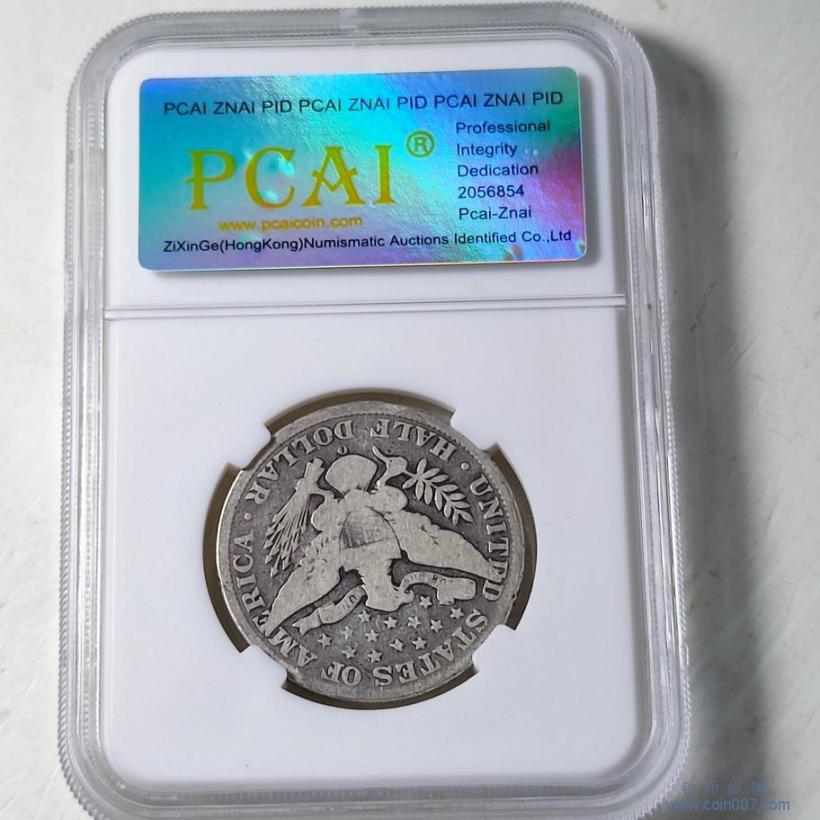 PCAI ZNAI PID PCAI ZNAI PID PCAI ZNAI PID
PCAI®
Professional
Integrity
Dedication
2056854
Pcai-Znai
www.pcaicoin.com
ZiXinGe(HongKong)Numismatic Auctions Identified Co.,Ltd
UNITED STATES OF AMERICA · HALF DOLLAR ·
www.coin007.com